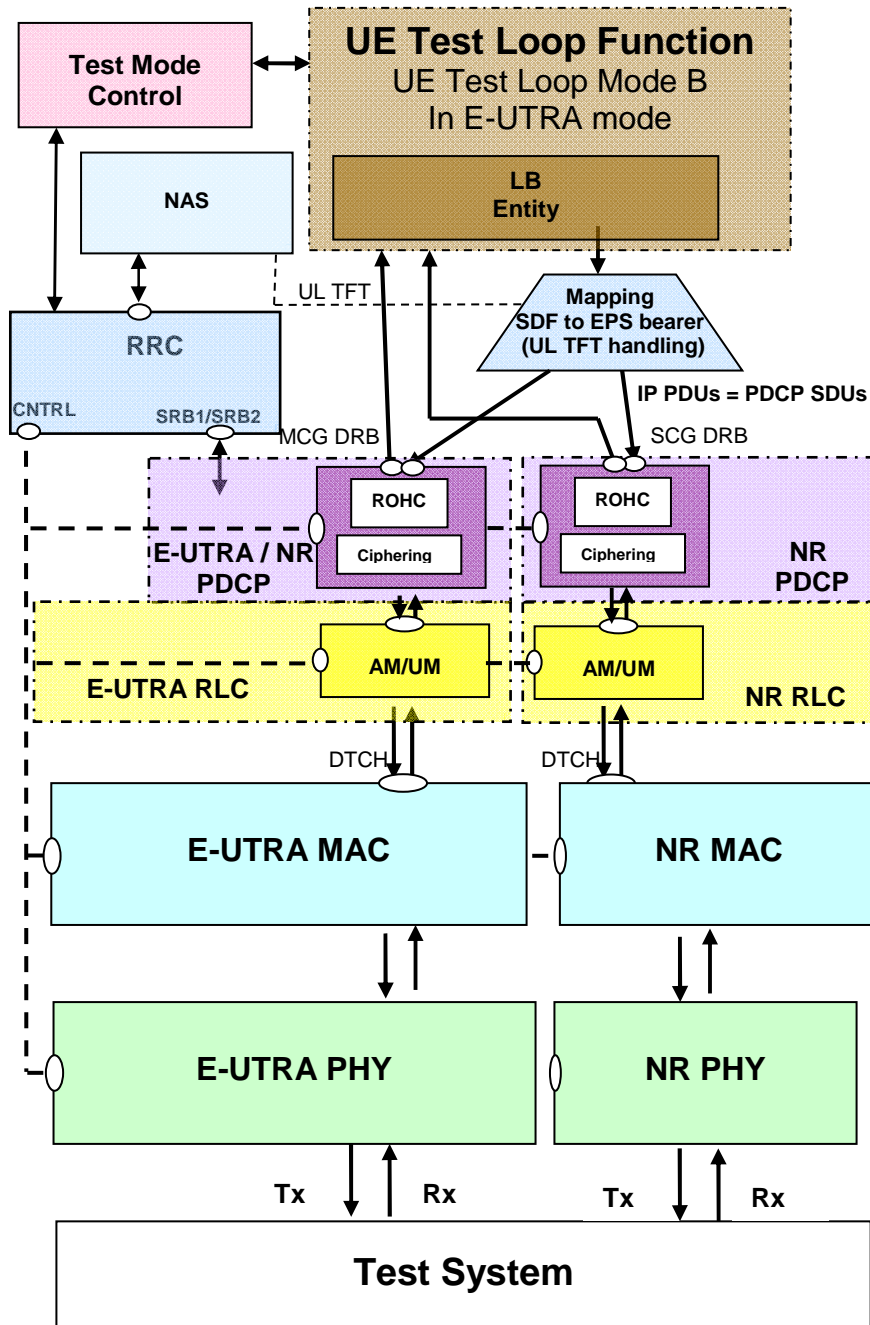 UE Test Loop Function
UE Test Loop Mode B
In E-UTRA mode
Test Mode
Control
LB
Entity
NAS
UL TFT
Mapping
SDF to EPS bearer
(UL TFT handling)
RRC
CNTRL
SRB1/SRB2
IP PDUs = PDCP SDUs
MCG DRB
SCG DRB
ROHC
Ciphering
E-UTRA / NR
PDCP
ROHC
Ciphering
NR
PDCP
AM/UM
E-UTRA RLC
AM/UM
NR RLC
DTCH
DTCH
E-UTRA MAC
NR MAC
E-UTRA PHY
NR PHY
Tx
Rx
Tx
Rx
Test System